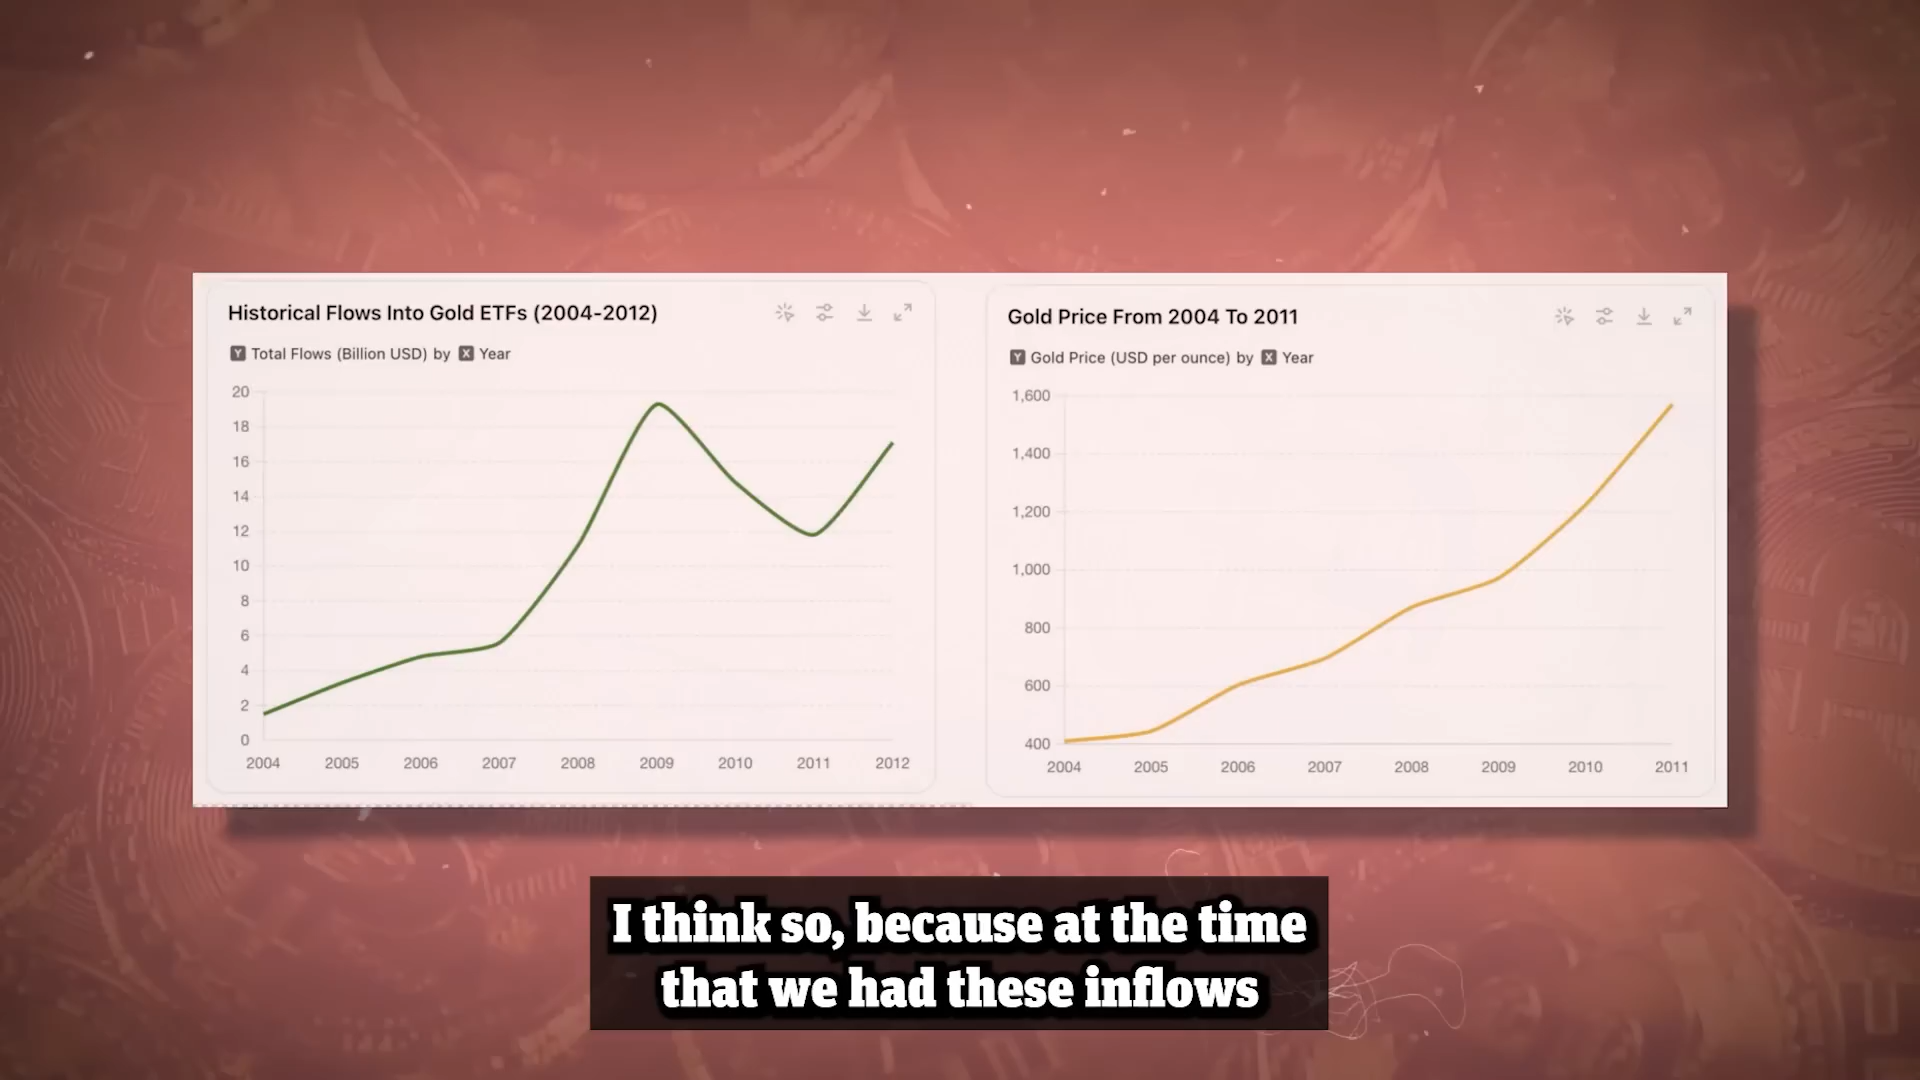 Historical Flows Into Gold ETFs (2004-2012)
Y Total Flows (Billion USD) by X Year
20
18
16
14
12
10
8
6
4
2
0
2004 2005 2006 2007 2008 2009 2010 2011 2012
Gold Price From 2004 To 2011
Y Gold Price (USD per ounce) by X Year
1,600
1,400
1,200
1,000
800
600
400
2004 2005 2006 2007 2008 2009 2010 2011
I think so, because at the time
that we had these inflows